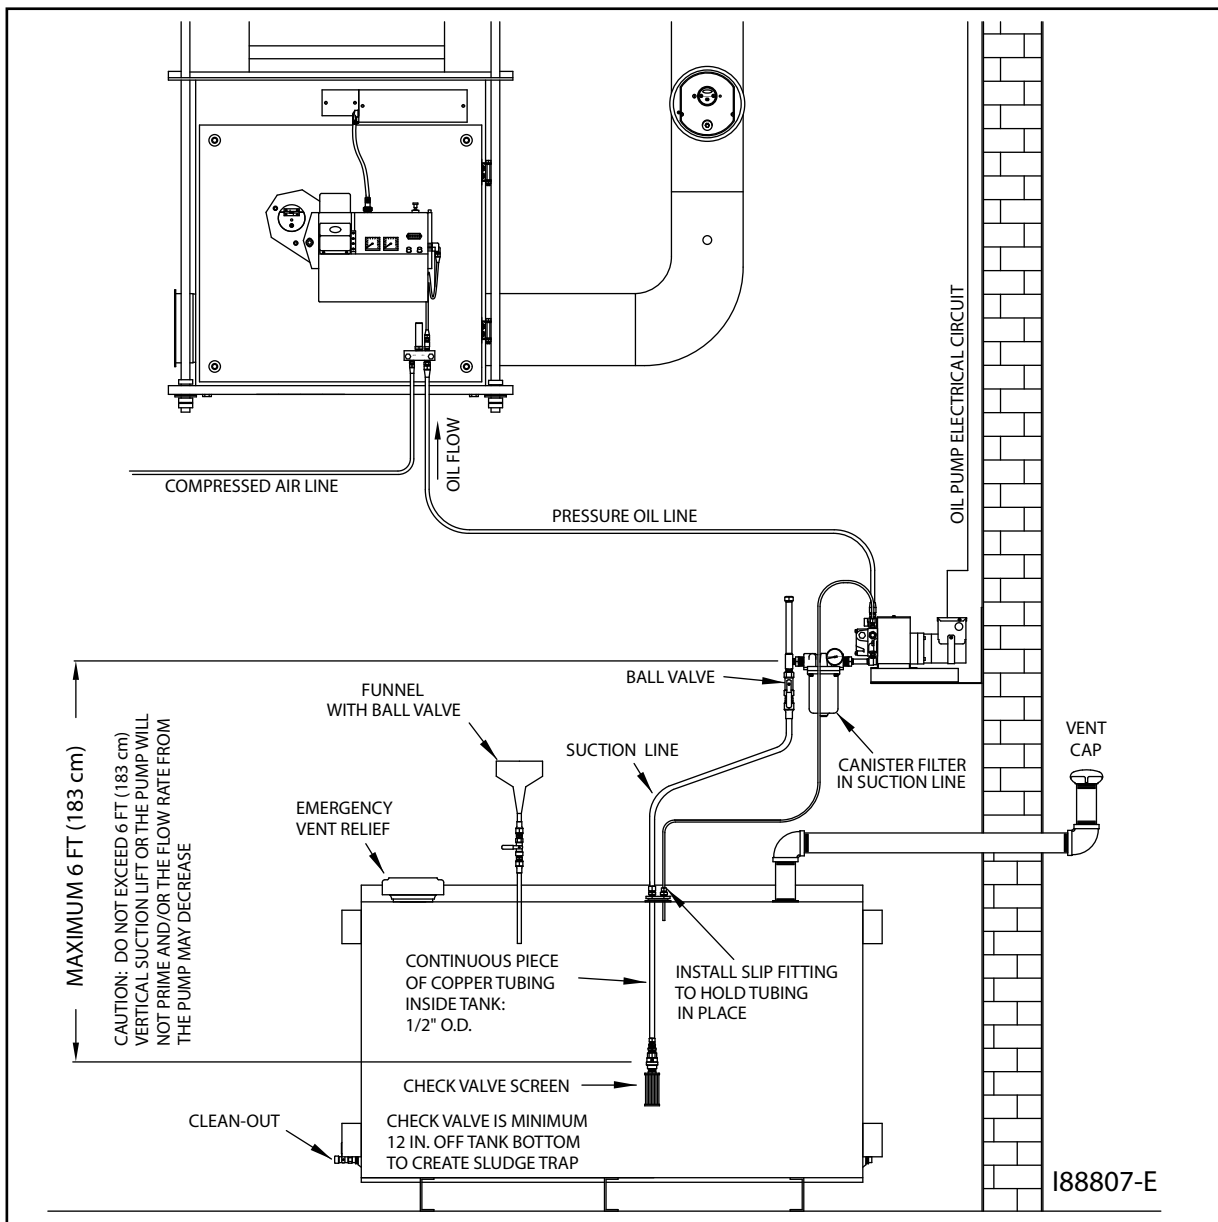 OIL PUMP ELECTRICAL CIRCUIT
OIL FLOW
COMPRESSED AIR LINE
PRESSURE OIL LINE
BALL VALVE
FUNNEL
WITH BALL VALVE
SUCTION LINE
CANISTER FILTER
IN SUCTION LINE
VENT
CAP
EMERGENCY
VENT RELIEF
MAXIMUM 6 FT (183 cm)
CAUTION: DO NOT EXCEED 6 FT (183 cm)
VERTICAL SUCTION LIFT OR THE PUMP WILL
NOT PRIME AND/OR THE FLOW RATE FROM
THE PUMP MAY DECREASE
CONTINUOUS PIECE
OF COPPER TUBING
INSIDE TANK:
1/2" O.D.
INSTALL SLIP FITTING
TO HOLD TUBING
IN PLACE
CHECK VALVE SCREEN
CLEAN-OUT
CHECK VALVE IS MINIMUM
12 IN. OFF TANK BOTTOM
TO CREATE SLUDGE TRAP
I88807-E